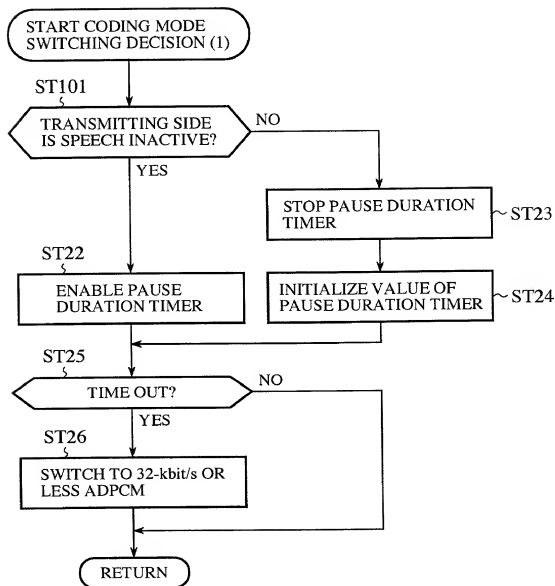 START CODING MODE
SWITCHING DECISION (1)
ST101
TRANSMITTING SIDE
IS SPEECH INACTIVE?
NO
YES
STOP PAUSE DURATION
TIMER
ST23
ST22
ENABLE PAUSE
DURATION TIMER
INITIALIZE VALUE OF
PAUSE DURATION TIMER
ST24
ST25
TIME OUT?
NO
YES
ST26
SWITCH TO 32-kbit/s OR
LESS ADPCM
RETURN